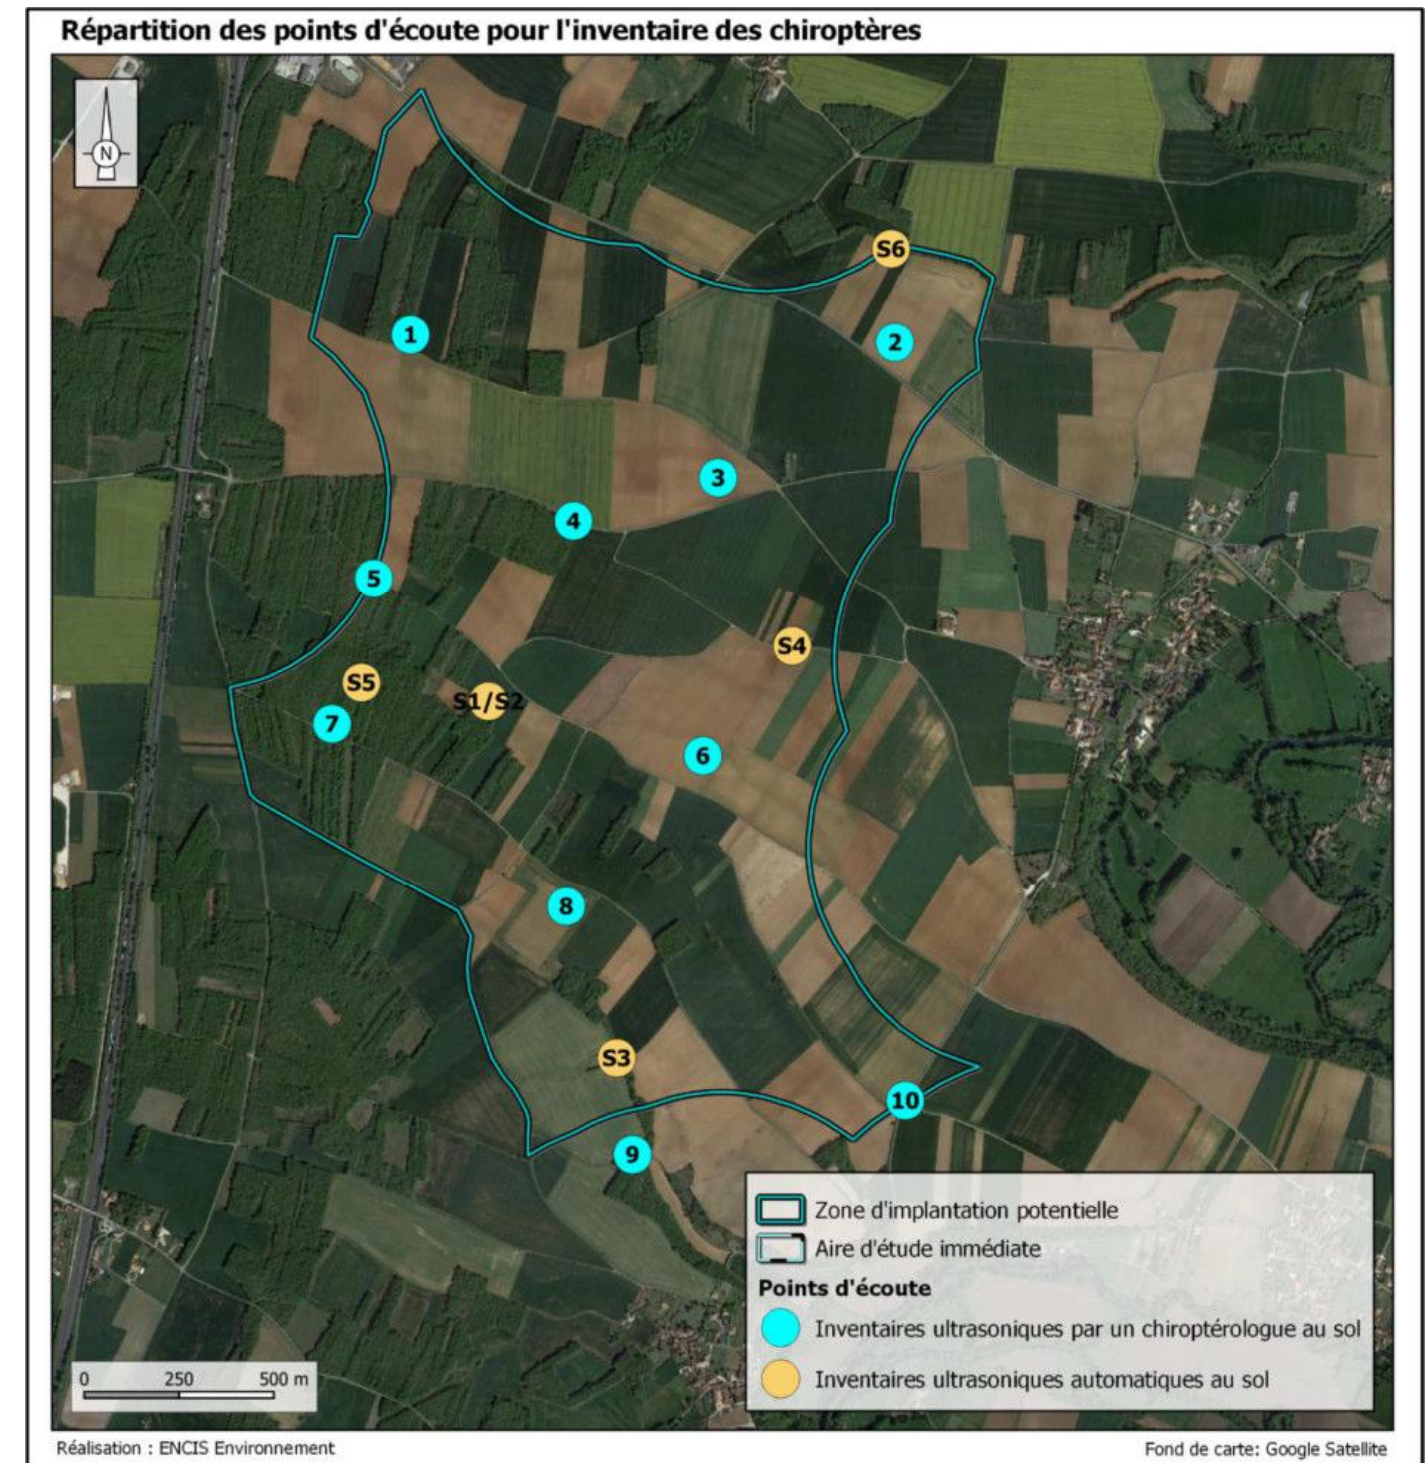 Répartition des points d'écoute pour l'inventaire des chiroptères
N
S6
1
2
3
4
5
S4
S5
S1/S2
7
6
8
S3
10
9
Zone d'implantation potentielle
Aire d'étude immédiate
Points d'écoute
Inventaires ultrasoniques par un chiroptérologue au sol
Inventaires ultrasoniques automatiques au sol
0 250 500 m
Réalisation : ENCIS Environnement
Fond de carte: Google Satellite